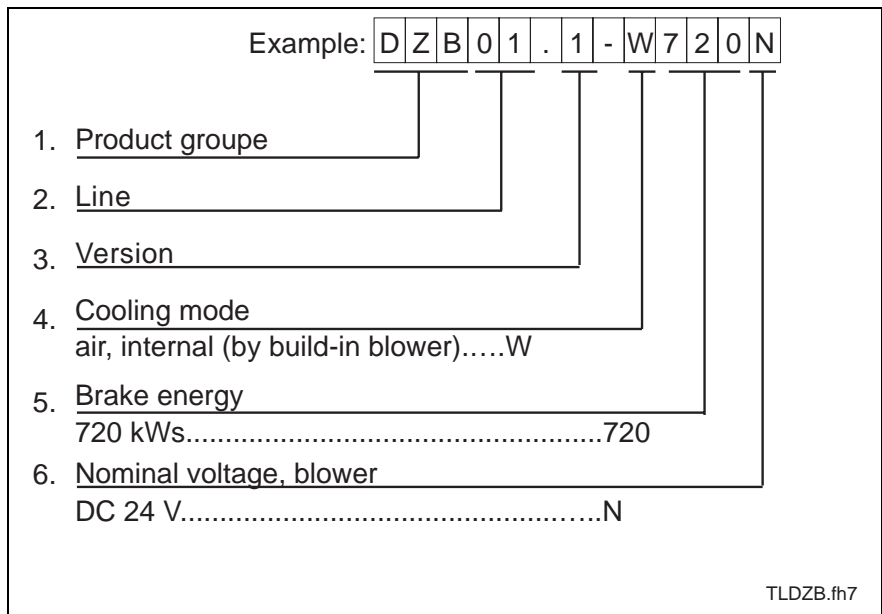 Example: DZB01.1-W720N
1. Product groupe
2. Line
3. Version
4. Cooling mode
air, internal (by build-in blower).....W
5. Brake energy
720 kWs.....................................................720
6. Nominal voltage, blower
DC 24 V.....................................................N
TLDZB.fh7